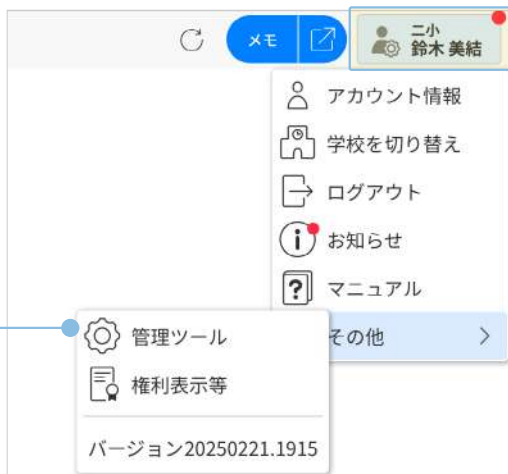 メモ
二小
鈴木 美結
アカウント情報
学校を切り替え
ログアウト
お知らせ
マニュアル
その他
管理ツール
権利表示等
バージョン20250221.1915